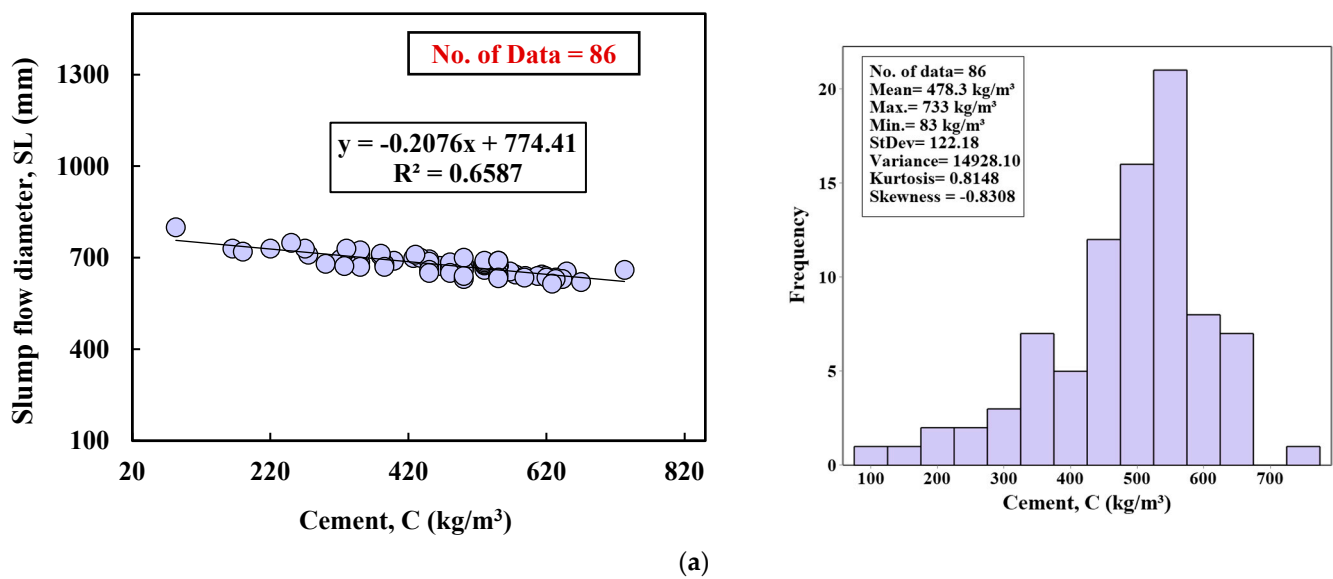 No. of Data = 86
y = -0.2076x + 774.41
R² = 0.6587
Slump flow diameter, SL (mm)
1300
1000
700
400
100
20 220 420 620 820
Cement, C (kg/m³)
No. of data= 86
Mean= 478.3 kg/m³
Max.= 733 kg/m³
Min.= 83 kg/m³
StDev= 122.18
Variance= 14928.10
Kurtosis= 0.8148
Skewness = -0.8308
Frequency
20
15
10
5
0
100 200 300 400 500 600 700
Cement, C (kg/m³)
(a)